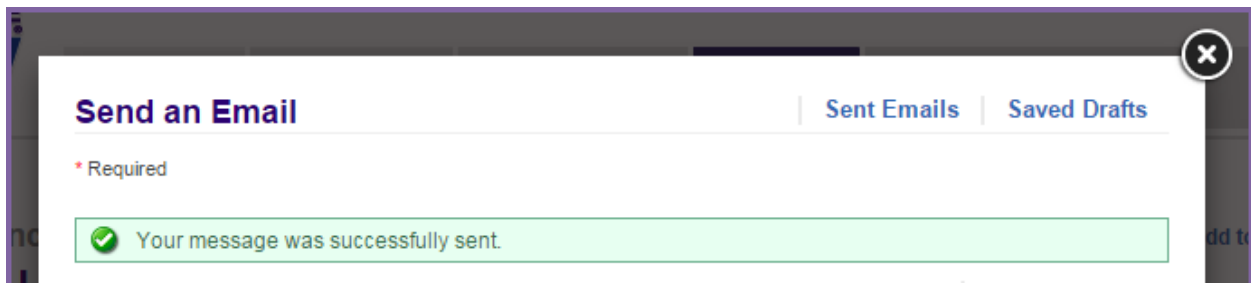 Send an Email
Sent Emails
Saved Drafts
* Required
Your message was successfully sent.